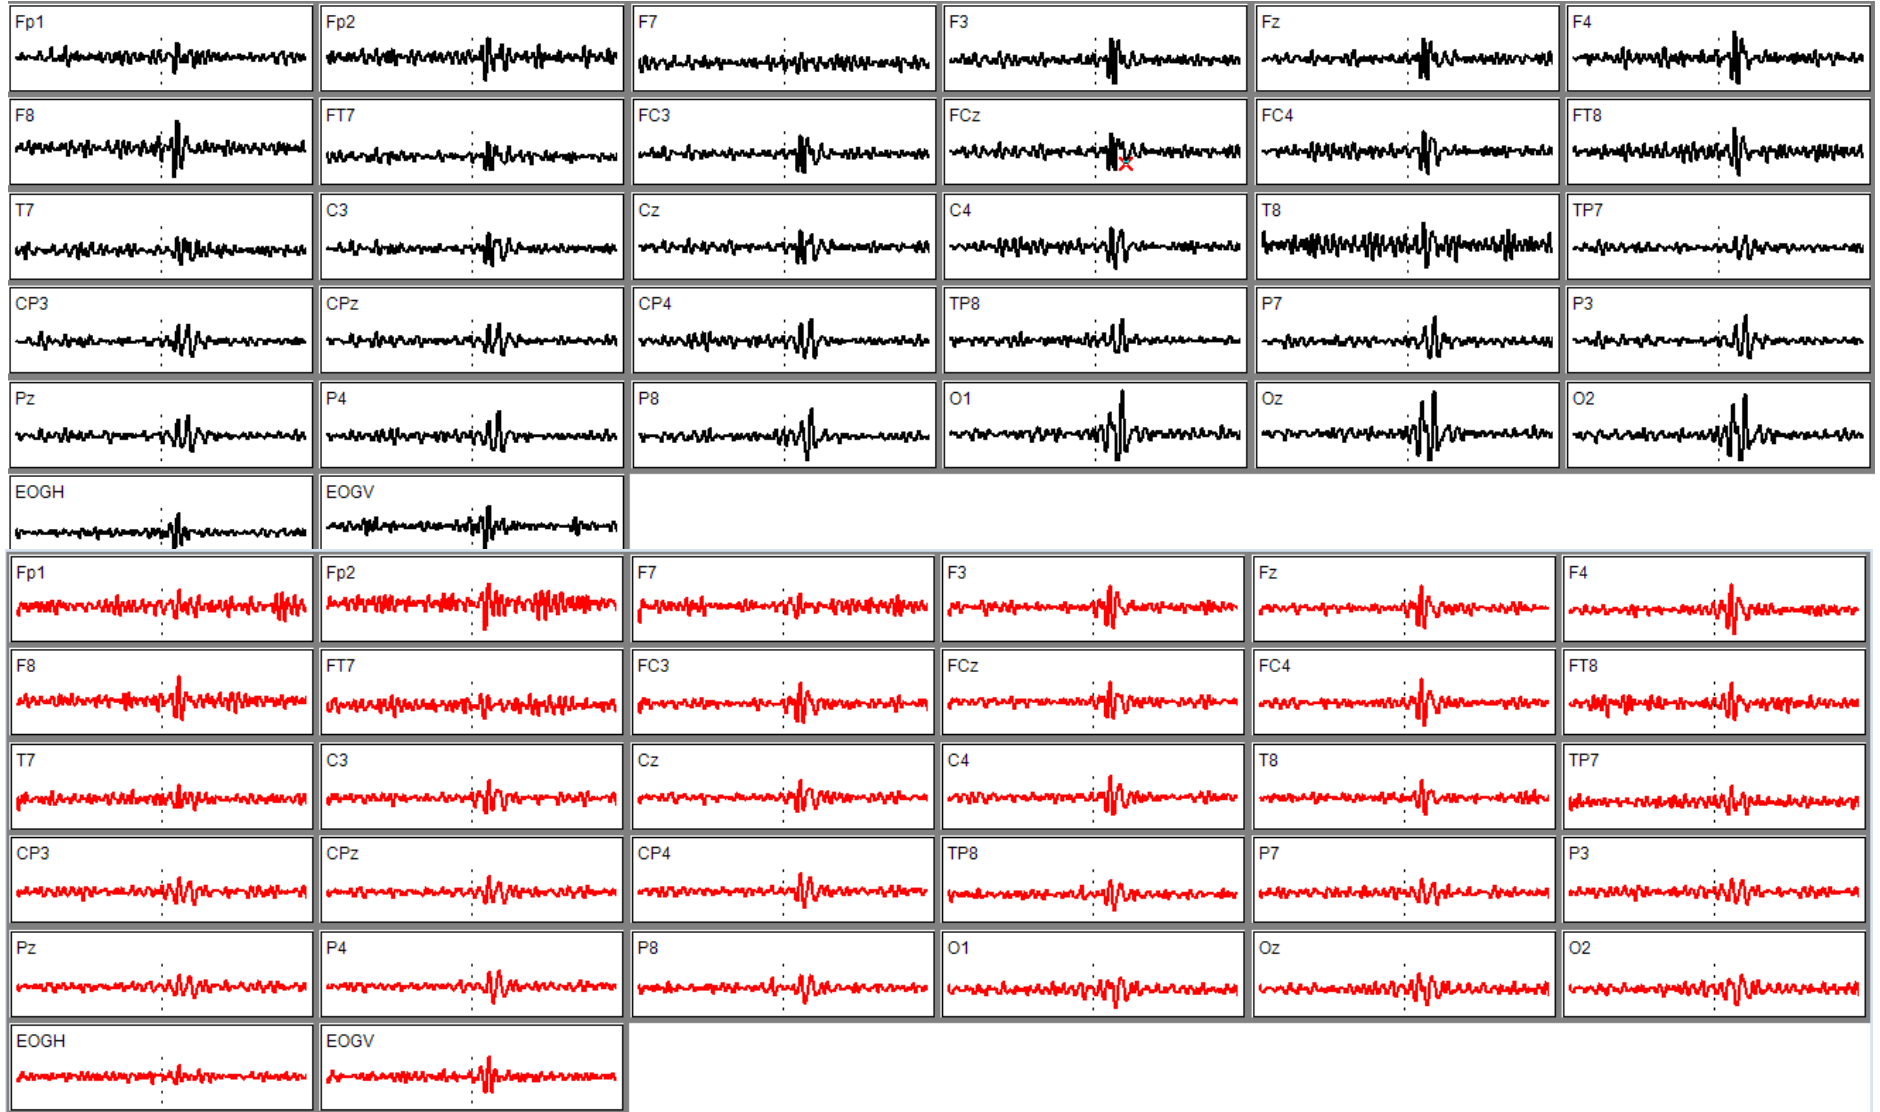 Fp1 Fp2 F7 F3 Fz F4
F8 FT7 FC3 FCz FC4 FT8
T7 C3 Cz C4 T8 TP7
CP3 CPz CP4 TP8 P7 P3
Pz P4 P8 O1 Oz O2
EOGH EOGV
Fp1 Fp2 F7 F3 Fz F4
F8 FT7 FC3 FCz FC4 FT8
T7 C3 Cz C4 T8 TP7
CP3 CPz CP4 TP8 P7 P3
Pz P4 P8 O1 Oz O2
EOGH EOGV